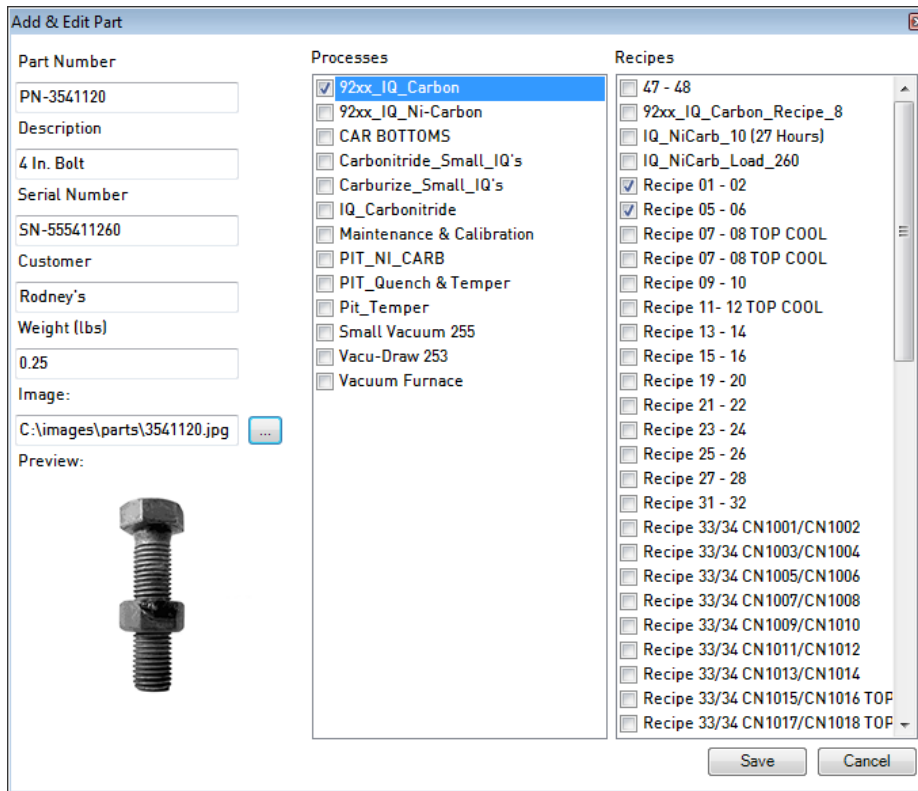 Add & Edit Part
Part Number
PN-3541120
Description
4 In. Bolt
Serial Number
SN-555411260
Customer
Rodney's
Weight (lbs)
0.25
Image:
C:\images\parts\3541120.jpg
...
Preview:
Processes
92xx_IQ_Carbon
92xx_IQ_Ni-Carbon
CAR BOTTOMS
Carbonitride_Small_IQ's
Carburize_Small_IQ's
IQ_Carbonitride
Maintenance & Calibration
PIT_NI_CARB
PIT_Quench & Temper
Pit_Temper
Small Vacuum 255
Vacu-Draw 253
Vacuum Furnace
Recipes
47 - 48
92xx_IQ_Carbon_Recipe_8
IQ_NiCarb_10 (27 Hours)
IQ_NiCarb_Load_260
Recipe 01 - 02
Recipe 05 - 06
Recipe 07 - 08 TOP COOL
Recipe 07 - 08 TOP COOL
Recipe 09 - 10
Recipe 11- 12 TOP COOL
Recipe 13 - 14
Recipe 15 - 16
Recipe 19 - 20
Recipe 21 - 22
Recipe 23 - 24
Recipe 25 - 26
Recipe 27 - 28
Recipe 31 - 32
Recipe 33/34 CN1001/CN1002
Recipe 33/34 CN1003/CN1004
Recipe 33/34 CN1005/CN1006
Recipe 33/34 CN1007/CN1008
Recipe 33/34 CN1009/CN1010
Recipe 33/34 CN1011/CN1012
Recipe 33/34 CN1013/CN1014
Recipe 33/34 CN1015/CN1016 TOP
Recipe 33/34 CN1017/CN1018 TOP
Save
Cancel